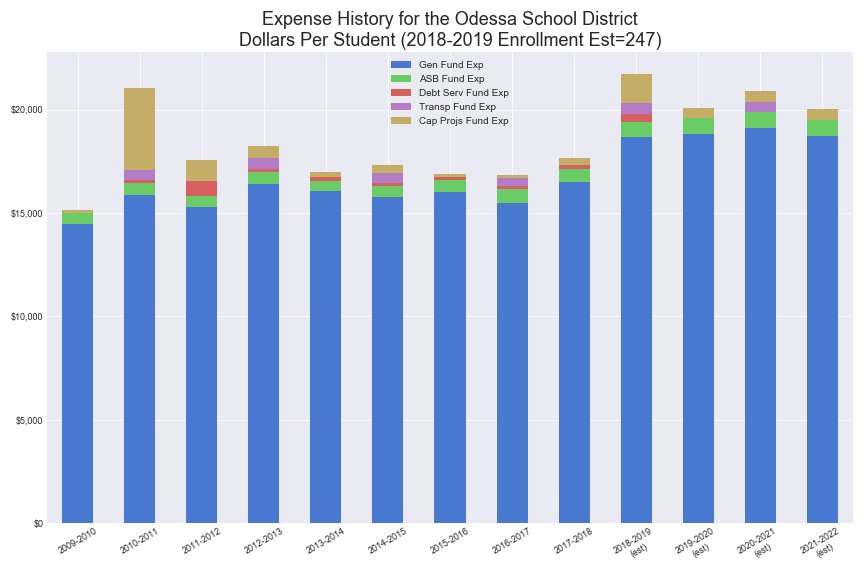 Expense History for the Odessa School District
Dollars Per Student (2018-2019 Enrollment Est=247)
Gen Fund Exp
ASB Fund Exp
Debt Serv Fund Exp
Transp Fund Exp
Cap Projs Fund Exp
$20,000
$15,000
$10,000
$5,000
$0
2009-2010
2010-2011
2011-2012
2012-2013
2013-2014
2014-2015
2015-2016
2016-2017
2017-2018
2018-2019
(est)
2019-2020
(est)
2020-2021
(est)
2021-2022
(est)